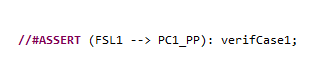 //#ASSERT (FSL1 --> PC1_PP): verifCase1;